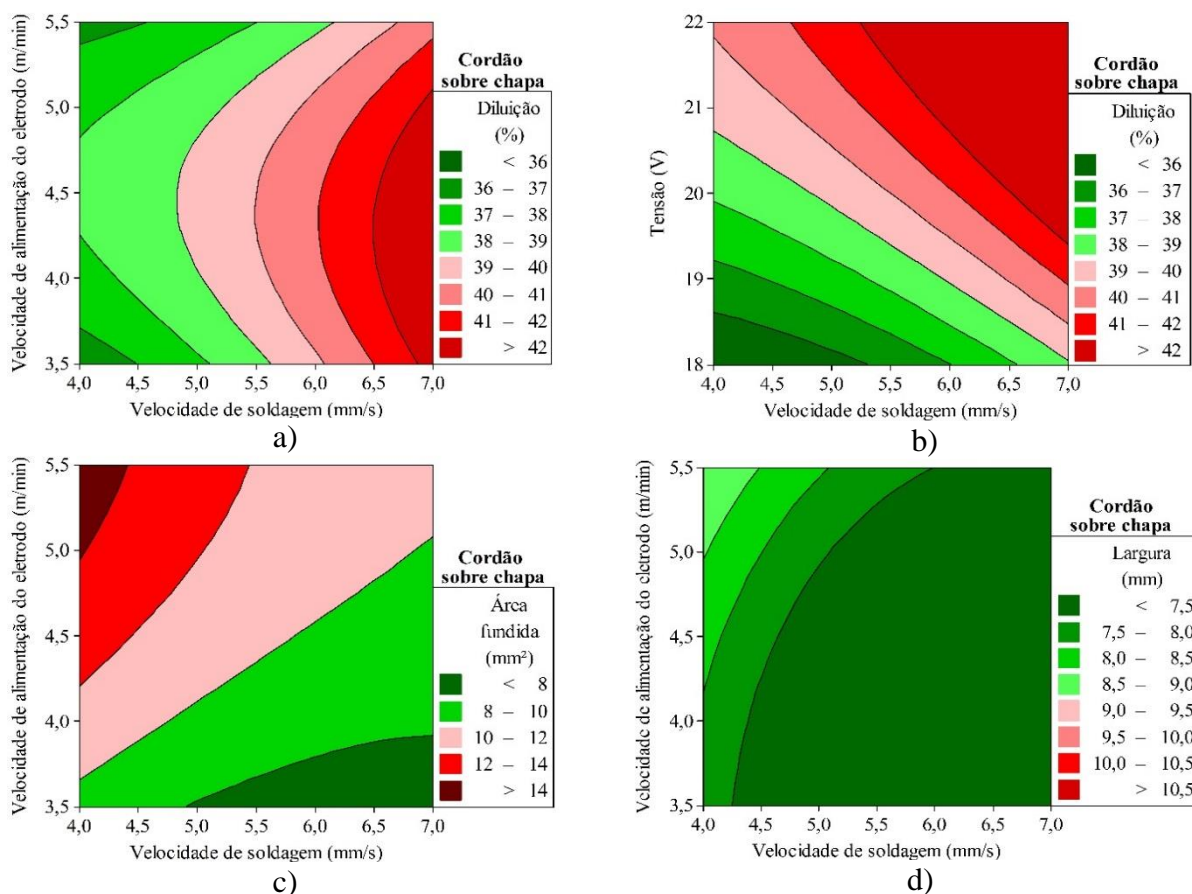 Velocidade de alimentação do eletrodo (m/min)
5,5
5,0
4,5
4,0
3,5
4,0 4,5 5,0 5,5 6,0 6,5 7,0
Velocidade de soldagem (mm/s)
Cordão
sobre chapa
Diluição
(%)
< 36
36 – 37
37 – 38
38 – 39
39 – 40
40 – 41
41 – 42
> 42
a)
Tensão (V)
22
21
20
19
18
4,0 4,5 5,0 5,5 6,0 6,5 7,0
Velocidade de soldagem (mm/s)
Cordão
sobre chapa
Diluição
(%)
< 36
36 – 37
37 – 38
38 – 39
39 – 40
40 – 41
41 – 42
> 42
b)
Velocidade de alimentação do eletrodo (m/min)
5,5
5,0
4,5
4,0
3,5
4,0 4,5 5,0 5,5 6,0 6,5 7,0
Velocidade de soldagem (mm/s)
Cordão
sobre chapa
Área
fundida
(mm²)
< 8
8 – 10
10 – 12
12 – 14
> 14
c)
Velocidade de alimentação do eletrodo (m/min)
5,5
5,0
4,5
4,0
3,5
4,0 4,5 5,0 5,5 6,0 6,5 7,0
Velocidade de soldagem (mm/s)
Cordão
sobre chapa
Largura
(mm)
< 7,5
7,5 – 8,0
8,0 – 8,5
8,5 – 9,0
9,0 – 9,5
9,5 – 10,0
10,0 – 10,5
> 10,5
d)